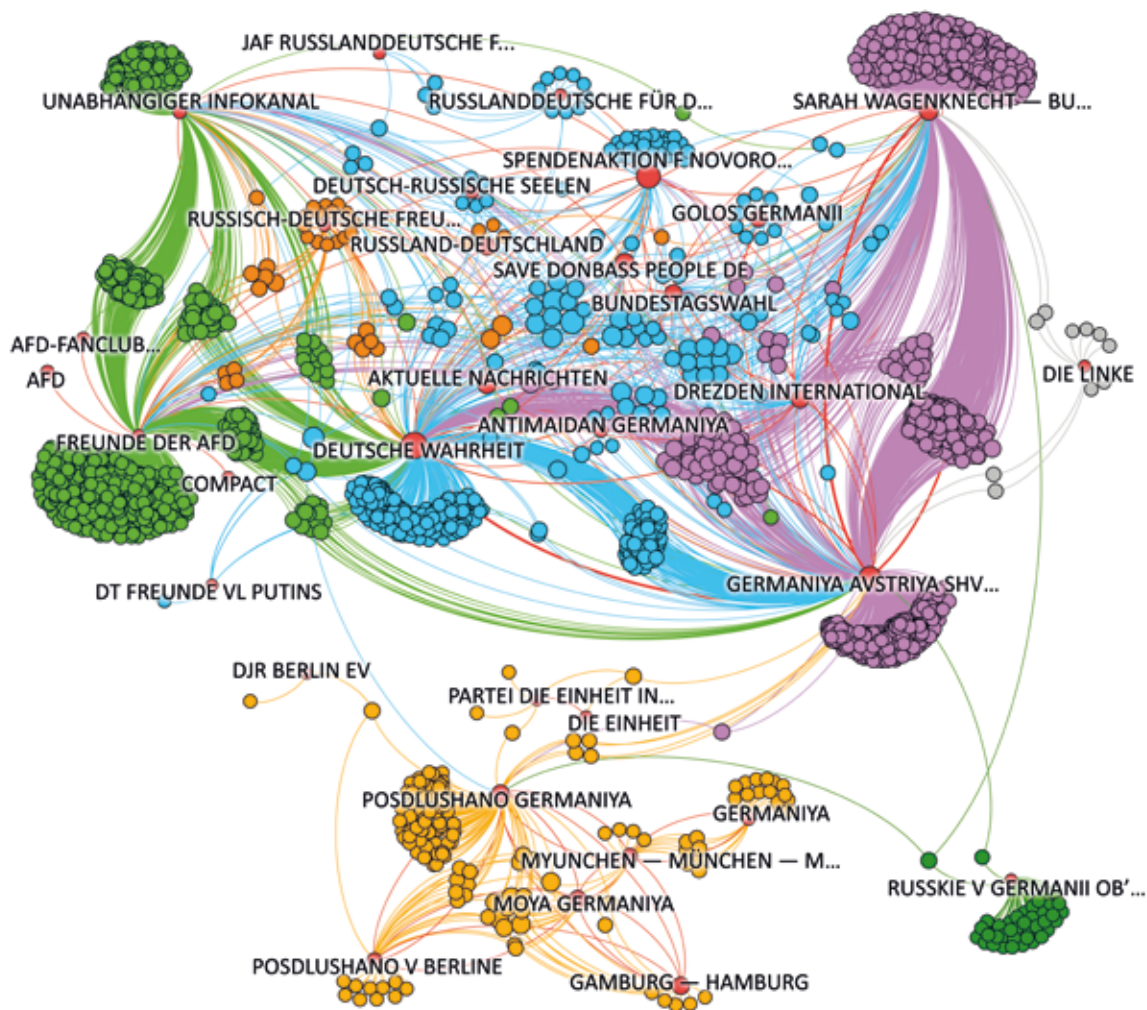 JAF RUSSLANDDEUTSCHE F...
UNABHÄNGIGER INFOKANAL
RUSSLANDDEUTSCHE FÜR D...
SARAH WAGENKNECHT — BU...
SPENDENAKTION F.NOVORO...
DEUTSCH-RUSSISCHE SEELEN
RUSSISCH-DEUTSCHE FREU...
GOLOS GERMANII
RUSSLAND-DEUTSCHLAND
SAVE DONBASS PEOPLE DE
BUNDESTAGSWAHL
AFD-FANCLUB...
AFD
AKTUELLE NACHRICHTEN
DREZDEN INTERNATIONAL
DIE LINKE
ANTIMAIDAN GERMANIYA
FREUNDE DER AFD
DEUTSCHE WAHRHEIT
COMPACT
DT FREUNDE VL PUTINS
GERMANIYA AVSTRIYA SHV...
DJR BERLIN EV
PARTEI DIE EINHEIT IN...
DIE EINHEIT
POSDLUSHANO GERMANIYA
GERMANIYA
MYUNCHEN — MÜNCHEN — M...
RUSSKIE V GERMANII OB’...
MOYA GERMANIYA
POSDLUSHANO V BERLINE
GAMBURG — HAMBURG